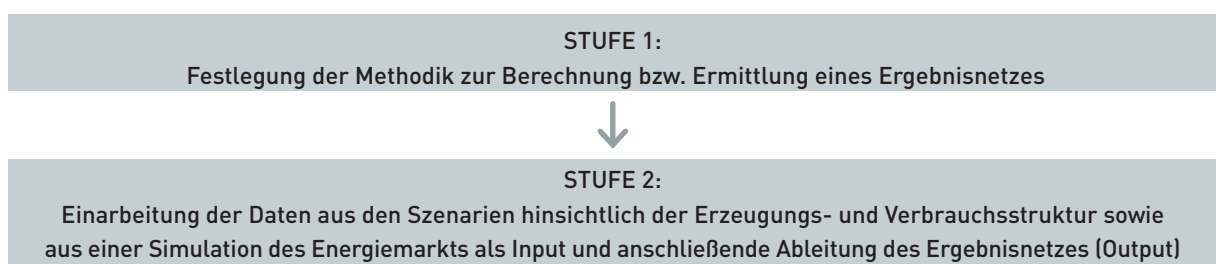 STUFE 1:
Festlegung der Methodik zur Berechnung bzw. Ermittlung eines Ergebnisnetzes
STUFE 2:
Einarbeitung der Daten aus den Szenarien hinsichtlich der Erzeugungs- und Verbrauchsstruktur sowie
aus einer Simulation des Energiemarkts als Input und anschließende Ableitung des Ergebnisnetzes (Output)